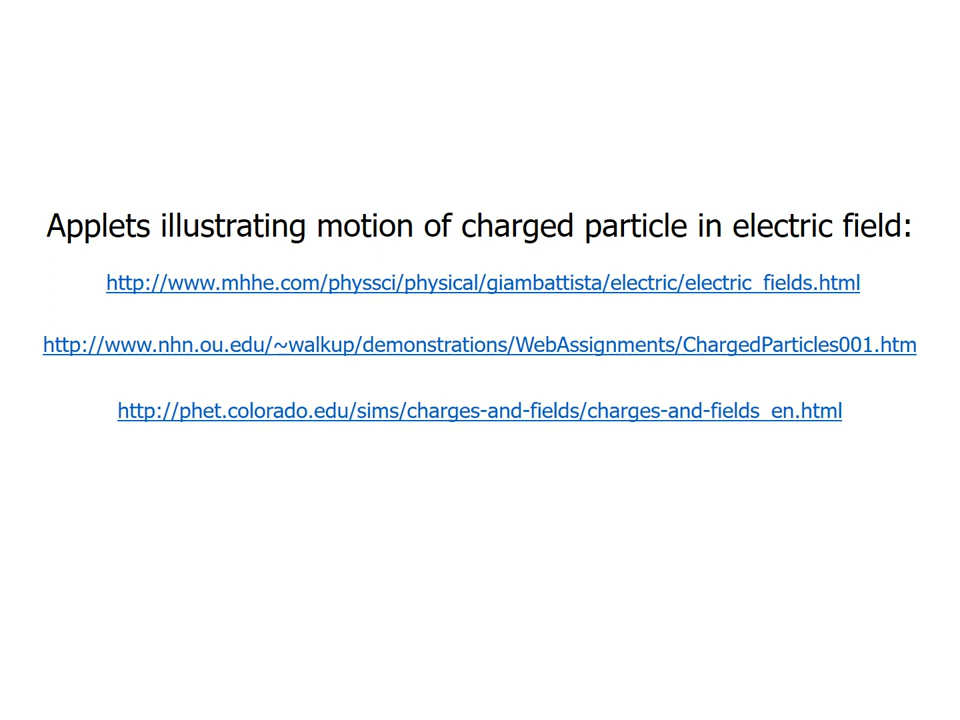 Applets illustrating motion of charged particle in electric field:
http://www.mhhe.com/physsci/physical/giambattista/electric/electric_fields.html
http://www.nhn.ou.edu/~walkup/demonstrations/WebAssignments/ChargedParticles001.htm
http://phet.colorado.edu/sims/charges-and-fields/charges-and-fields_en.html